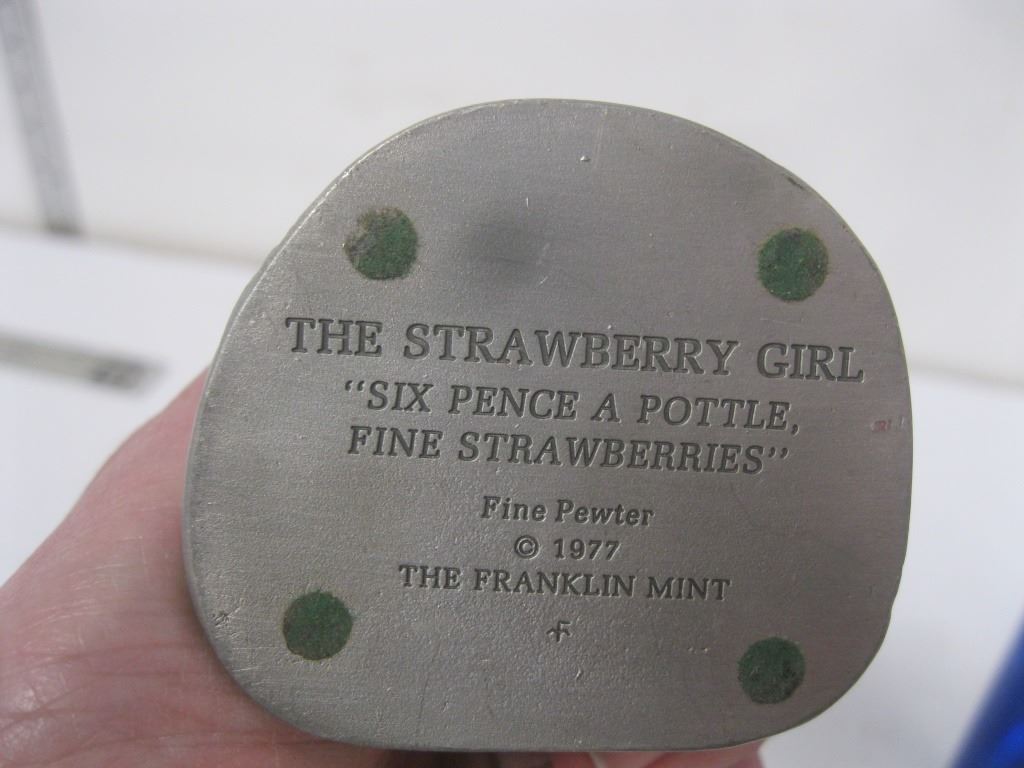 THE STRAWBERRY GIRL
“SIX PENCE A POTTLE,
FINE STRAWBERRIES”
Fine Pewter
© 1977
THE FRANKLIN MINT